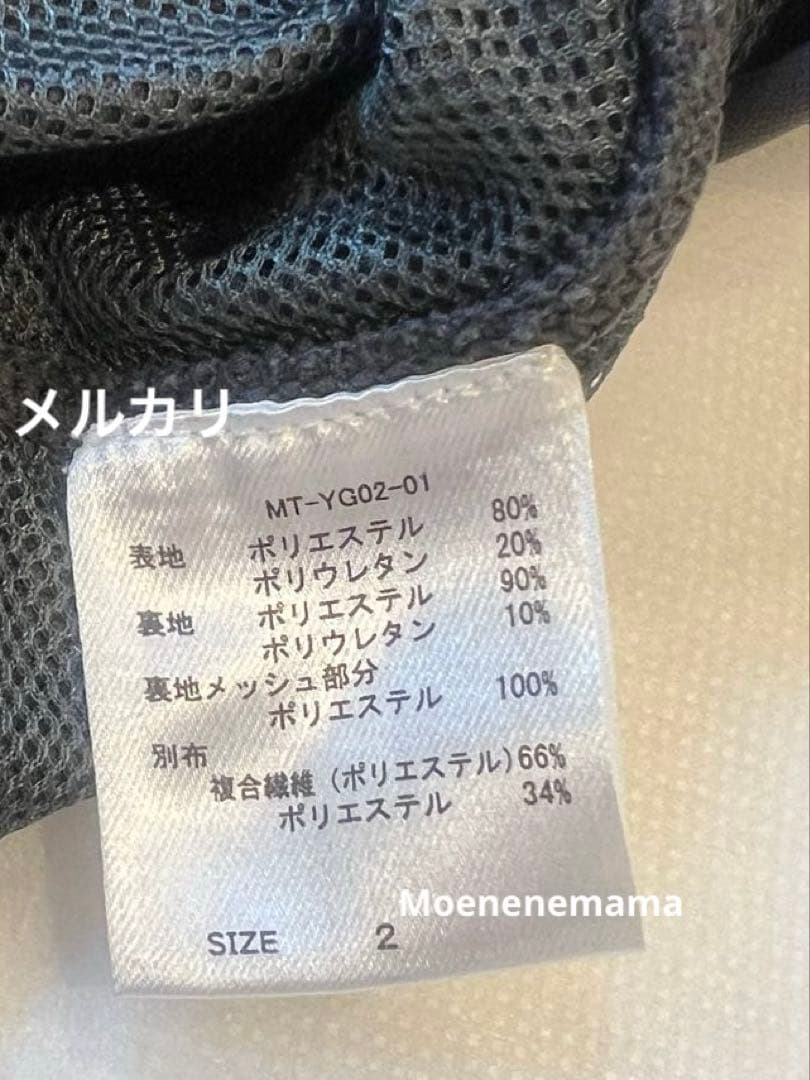 メルカリ
MT-YG02-01
表地 ポリエステル 80%
ポリウレタン 20%
裏地 ポリエステル 90%
ポリウレタン 10%
裏地メッシュ部分
ポリエステル 100%
別布
複合繊維(ポリエステル)66%
ポリエステル 34%
Moenenemama
SIZE 2